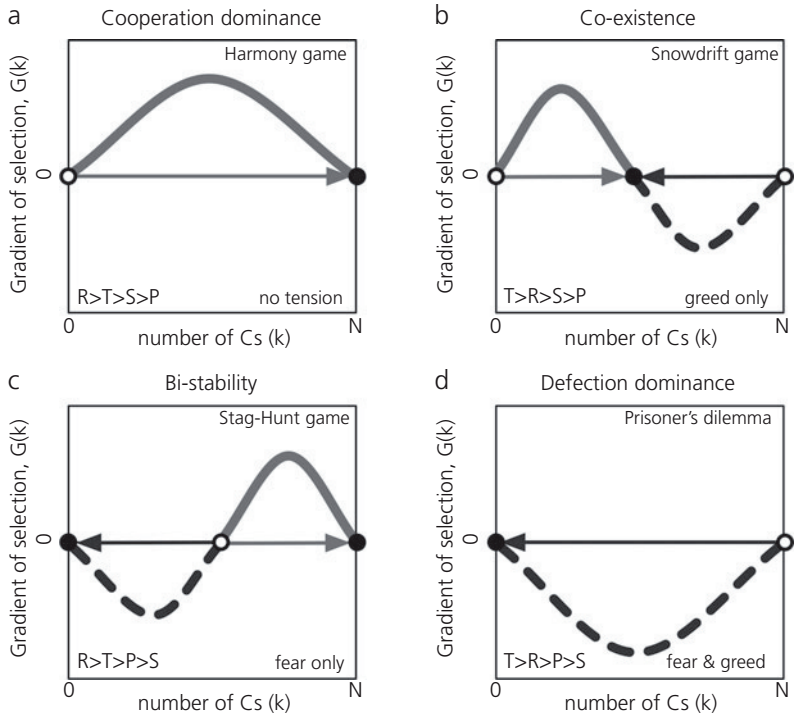 a
Cooperation dominance
Harmony game
Gradient of selection, G(k)
0
R>T>S>P
no tension
0
N
number of Cs (k)
b
Co-existence
Snowdrift game
Gradient of selection, G(k)
0
T>R>S>P
greed only
0
N
number of Cs (k)
c
Bi-stability
Stag-Hunt game
Gradient of selection, G(k)
0
R>T>P>S
fear only
0
N
number of Cs (k)
d
Defection dominance
Prisoner's dilemma
Gradient of selection, G(k)
0
T>R>P>S
fear & greed
0
N
number of Cs (k)